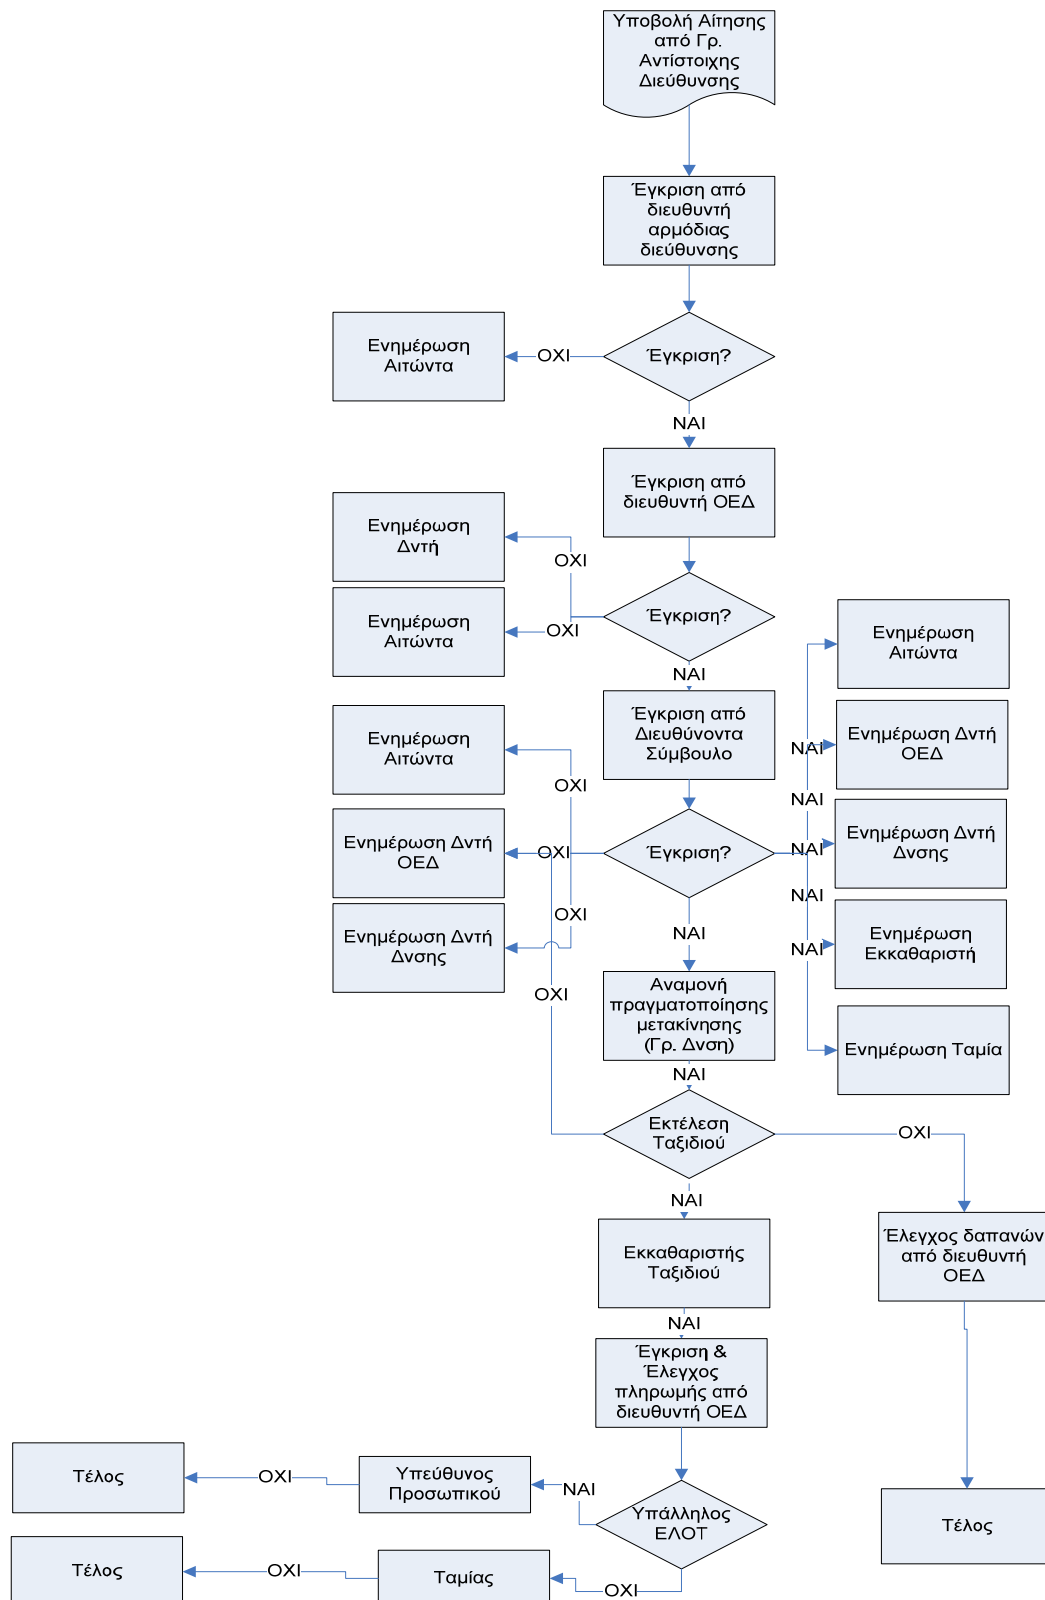 Υποβολή Αίτησης
από Γρ.
Αντίστοιχης
Διεύθυνσης
Έγκριση από
διευθυντή
αρμόδιας
διεύθυνσης
Ενημέρωση
Αιτώντα
ΟΧΙ
Έγκριση?
ΝΑΙ
Έγκριση από
διευθυντή ΟΕΔ
Ενημέρωση
Δντή
ΟΧΙ
Ενημέρωση
Αιτώντα
ΟΧΙ
Έγκριση?
Ενημέρωση
Αιτώντα
ΝΑΙ
Έγκριση από
Διευθύνοντα
Σύμβουλο
Ενημέρωση
Αιτώντα
ΟΧΙ
ΝΑΙ
Ενημέρωση Δντή
ΟΕΔ
ΝΑΙ
Ενημέρωση Δντή
ΟΕΔ
ΟΧΙ
Έγκριση?
ΝΑΙ
Ενημέρωση Δντή
Δνσης
ΝΑΙ
Ενημέρωση Δντή
Δνσης
ΟΧΙ
ΝΑΙ
ΝΑΙ
Ενημέρωση
Εκκαθαριστή
ΟΧΙ
Αναμονή
πραγματοποίησης
μετακίνησης
(Γρ. Δνση)
Ενημέρωση Ταμία
ΝΑΙ
Εκτέλεση
Ταξιδιού
ΟΧΙ
ΝΑΙ
Εκκαθαριστής
Ταξιδιού
Έλεγχος δαπανών
από διευθυντή
ΟΕΔ
ΝΑΙ
Έγκριση &
Έλεγχος
πληρωμής από
διευθυντή ΟΕΔ
Τέλος
ΟΧΙ
Υπεύθυνος
Προσωπικού
ΝΑΙ
Υπάλληλος
ΕΛΟΤ
Τέλος
Τέλος
ΟΧΙ
Ταμίας
ΟΧΙ